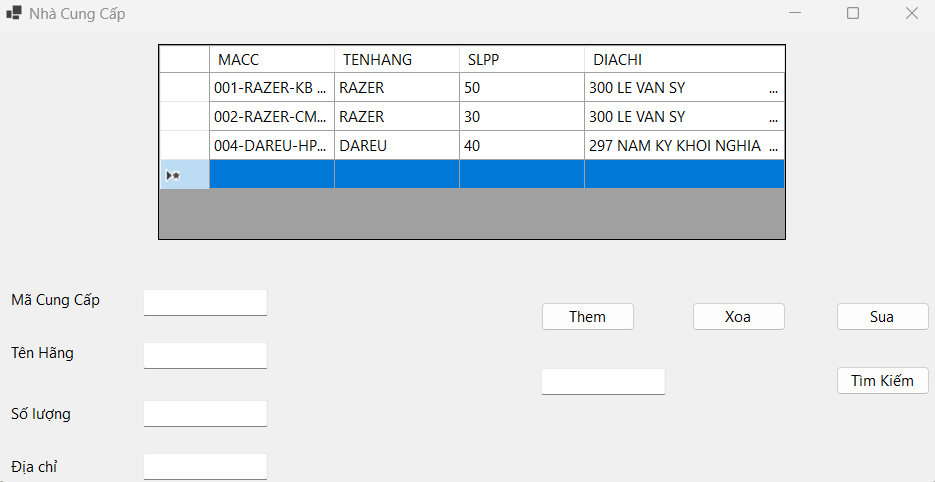 Nhà Cung Cấp
MACC TENHANG SLPP DIACHI
001-RAZER-KB ... RAZER 50 300 LE VAN SY ...
002-RAZER-CM... RAZER 30 300 LE VAN SY ...
004-DAREU-HP... DAREU 40 297 NAM KY KHOI NGHIA ...
Mã Cung Cấp
Them Xoa Sua
Tên Hãng
Tìm Kiếm
Số lượng
Địa chỉ